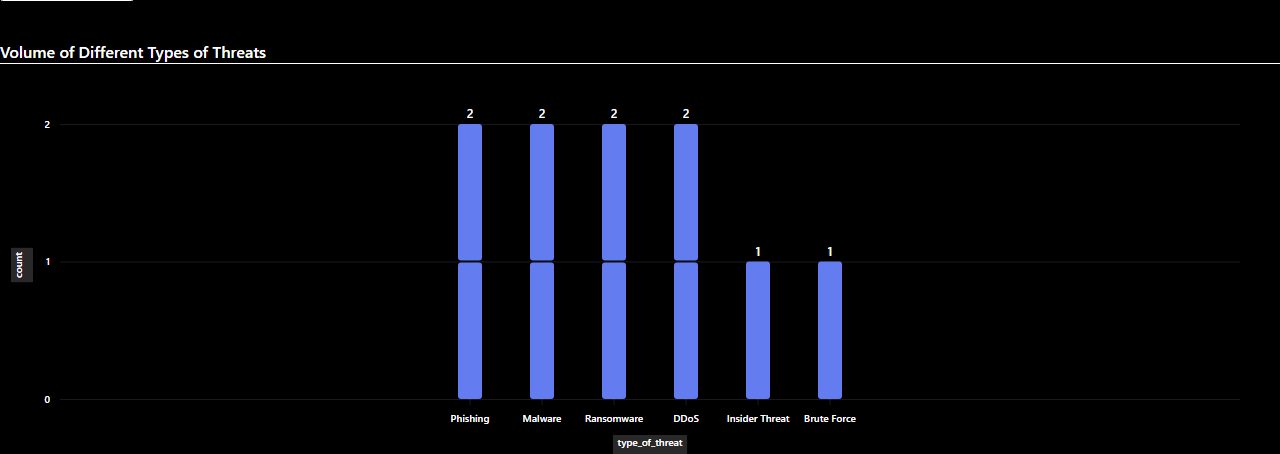 Volume of Different Types of Threats
2 2 2 2 1 1
2
1
0
count
Phishing Malware Ransomware DDoS Insider Threat Brute Force
type_of_threat